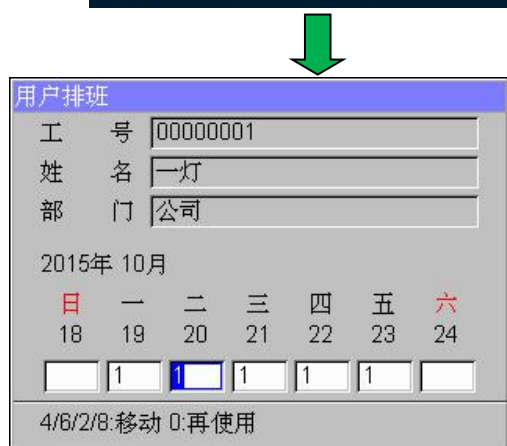 用户排班
工 号 00000001
姓 名 一灯
部 门 公司
2015年 10月
日 一 二 三 四 五 六
18 19 20 21 22 23 24
1 1 1 1 1
4/6/2/8:移动 0:再使用